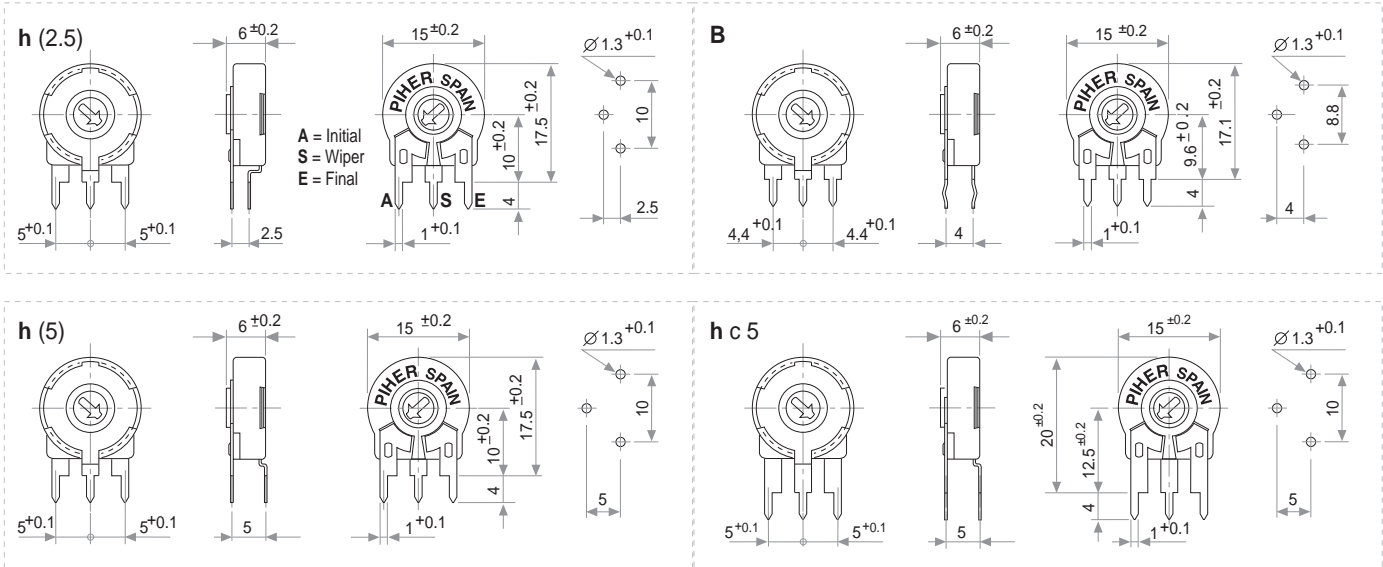 h (2.5)
6 ±0.2
15 ±0.2
Ø 1.3 +0.1
PIHER SPAIN
A = Initial
S = Wiper
E = Final
10 ±0.2
17.5 ±0.2
10
A S E
4
2.5
5 +0.1
5 +0.1
2.5
1 +0.1
B
6 ±0.2
15 ±0.2
Ø 1.3 +0.1
PIHER SPAIN
9.6 ± 0.2
17.1 ±0.2
8.8
4
4
4,4 +0.1
4.4 +0.1
4
1 +0.1
h (5)
6 ±0.2
15 ±0.2
Ø 1.3 +0.1
PIHER SPAIN
10 ±0.2
17.5 ±0.2
10
4
5
5 +0.1
5 +0.1
5
1 +0.1
h c 5
6 ±0.2
15 ±0.2
Ø 1.3 +0.1
PIHER SPAIN
20 ±0.2
12.5 ±0.2
10
4
5
5 +0.1
5 +0.1
5
1 +0.1